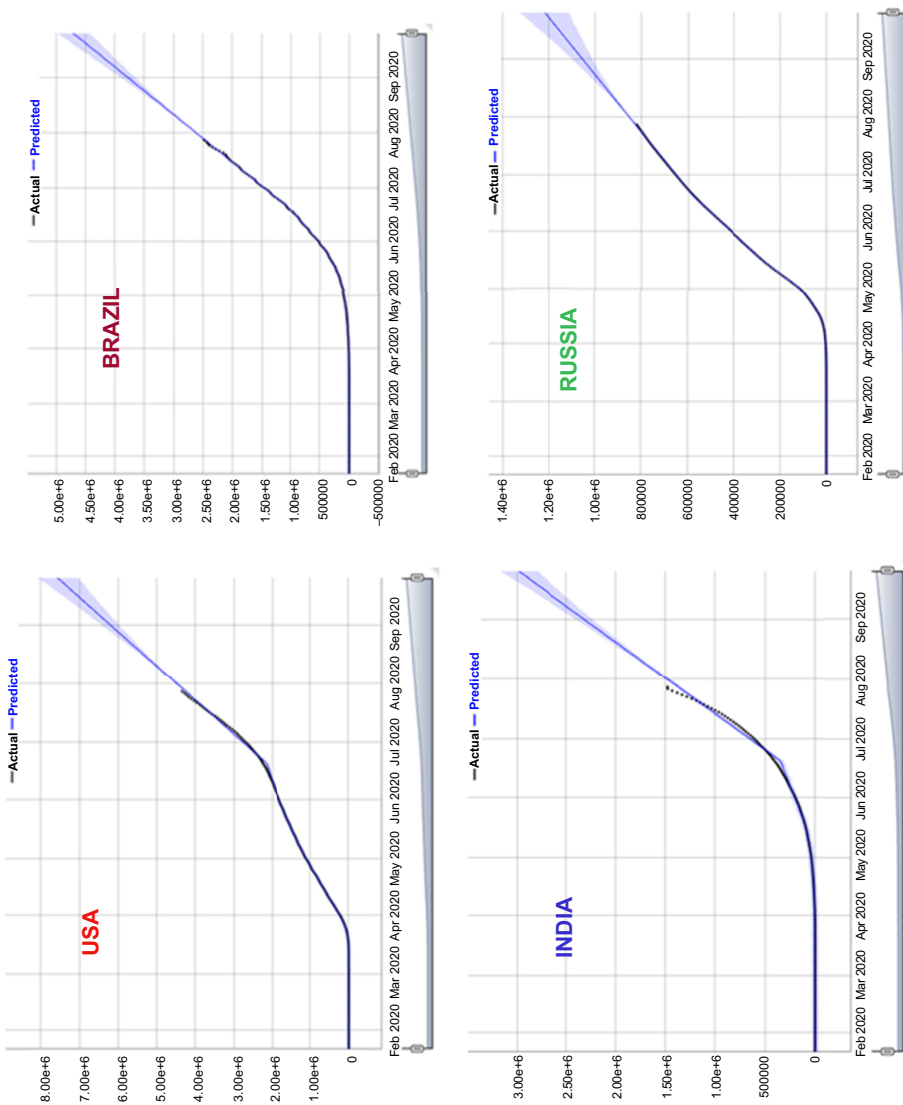 Actual Predicted
USA
8.00e+6
7.00e+6
6.00e+6
5.00e+6
4.00e+6
3.00e+6
2.00e+6
1.00e+6
0
Feb 2020 Mar 2020 Apr 2020 May 2020 Jun 2020 Jul 2020 Aug 2020 Sep 2020
Actual Predicted
BRAZIL
5.00e+6
4.50e+6
4.00e+6
3.50e+6
3.00e+6
2.50e+6
2.00e+6
1.50e+6
1.00e+6
500000
0
−500000
Feb 2020 Mar 2020 Apr 2020 May 2020 Jun 2020 Jul 2020 Aug 2020 Sep 2020
Actual Predicted
INDIA
3.00e+6
2.50e+6
2.00e+6
1.50e+6
1.00e+6
500000
0
Feb 2020 Mar 2020 Apr 2020 May 2020 Jun 2020 Jul 2020 Aug 2020 Sep 2020
Actual Predicted
RUSSIA
1.40e+6
1.20e+6
1.00e+6
800000
600000
400000
200000
0
Feb 2020 Mar 2020 Apr 2020 May 2020 Jun 2020 Jul 2020 Aug 2020 Sep 2020